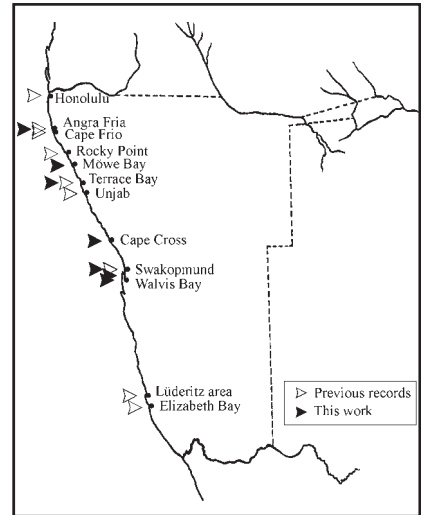 Honolulu
Angra Fria
Cape Frio
Rocky Point
Möwe Bay
Terrace Bay
Unjab
Cape Cross
Swakopmund
Walvis Bay
Lüderitz area
Elizabeth Bay
Previous records
This work